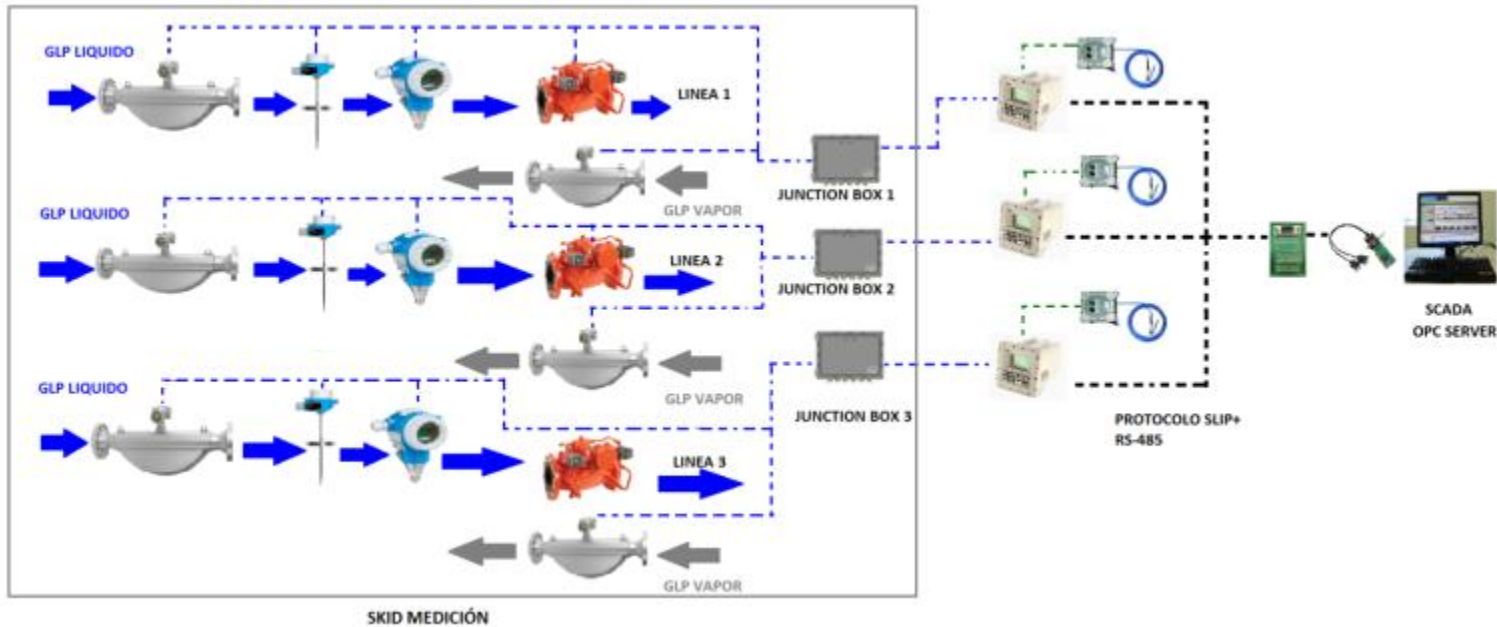 GLP LIQUIDO
LINEA 1
JUNCTION BOX 1
GLP VAPOR
GLP LIQUIDO
LINEA 2
JUNCTION BOX 2
GLP VAPOR
SCADA
OPC SERVER
GLP LIQUIDO
JUNCTION BOX 3
PROTOCOLO SLIP+
RS-485
LINEA 3
GLP VAPOR
SKID MEDICIÓN